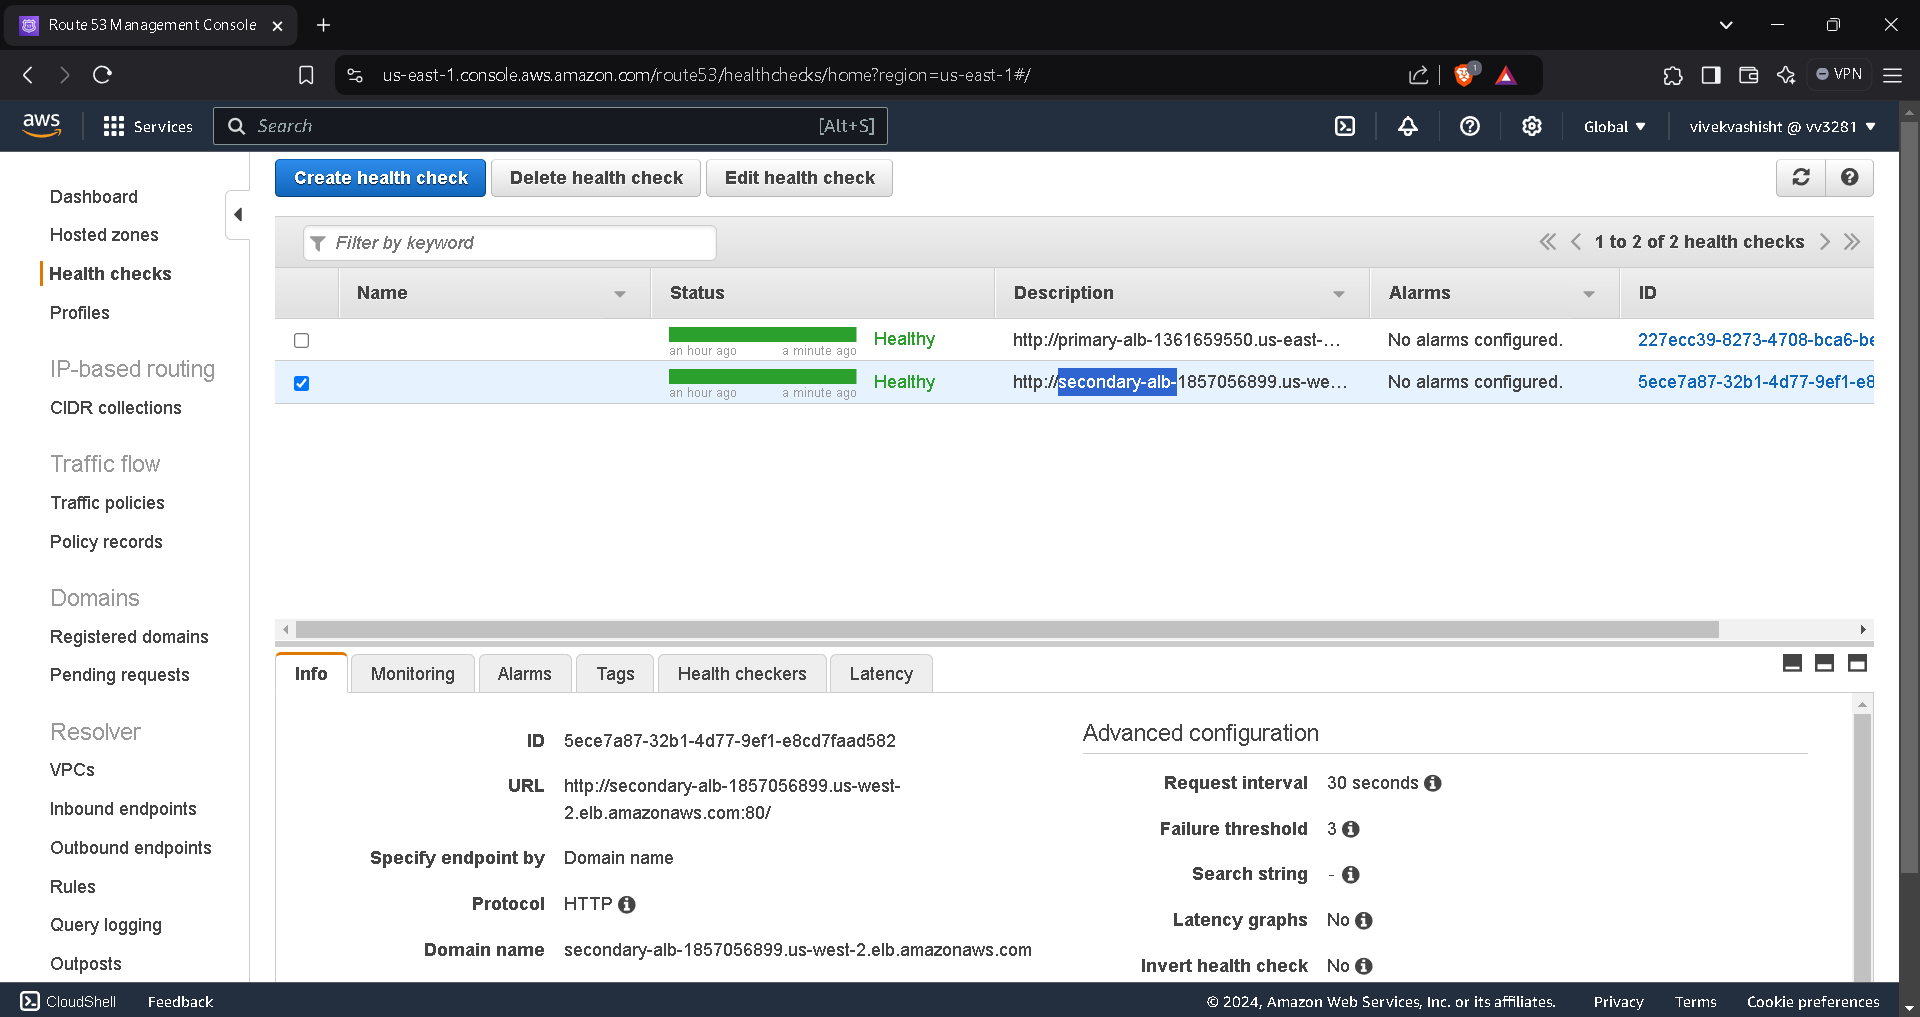 Route 53 Management Console
us-east-1.console.aws.amazon.com/route53/healthchecks/home?region=us-east-1#/
1
VPN
aws
Services
Search
[Alt+S]
Global
vivekvashisht @ vv3281
Dashboard
Hosted zones
Health checks
Profiles
IP-based routing
CIDR collections
Traffic flow
Traffic policies
Policy records
Domains
Registered domains
Pending requests
Resolver
VPCs
Inbound endpoints
Outbound endpoints
Rules
Query logging
Outposts
Create health check
Delete health check
Edit health check
Filter by keyword
1 to 2 of 2 health checks
Name Status Description Alarms ID
Healthy http://primary-alb-1361659550.us-east-... No alarms configured. 227ecc39-8273-4708-bca6-be
an hour ago a minute ago
Healthy http://secondary-alb-1857056899.us-we... No alarms configured. 5ece7a87-32b1-4d77-9ef1-e8
an hour ago a minute ago
Info Monitoring Alarms Tags Health checkers Latency
ID 5ece7a87-32b1-4d77-9ef1-e8cd7faad582
URL http://secondary-alb-1857056899.us-west-
2.elb.amazonaws.com:80/
Specify endpoint by Domain name
Protocol HTTP
Domain name secondary-alb-1857056899.us-west-2.elb.amazonaws.com
Advanced configuration
Request interval 30 seconds
Failure threshold 3
Search string -
Latency graphs No
Invert health check No
CloudShell Feedback © 2024, Amazon Web Services, Inc. or its affiliates. Privacy Terms Cookie preferences